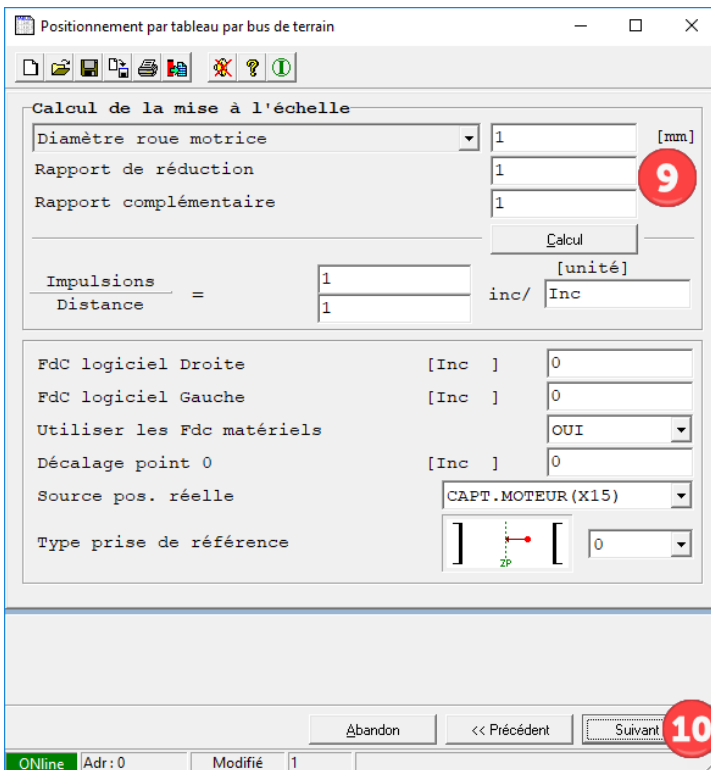 Positionnement par tableau par bus de terrain
Calcul de la mise à l'échelle
Diamètre roue motrice 1 [mm]
Rapport de réduction 1
9
Rapport complémentaire 1
Calcul
[unité]
Impulsions 1
= inc/ Inc
Distance 1
FdC logiciel Droite [Inc ] 0
FdC logiciel Gauche [Inc ] 0
Utiliser les Fdc matériels OUI
Décalage point 0 [Inc ] 0
Source pos. réelle CAPT.MOTEUR(X15)
Type prise de référence ] ZP [ 0
Abandon << Précédent Suivant 10
ONline Adr : 0 Modifié 1